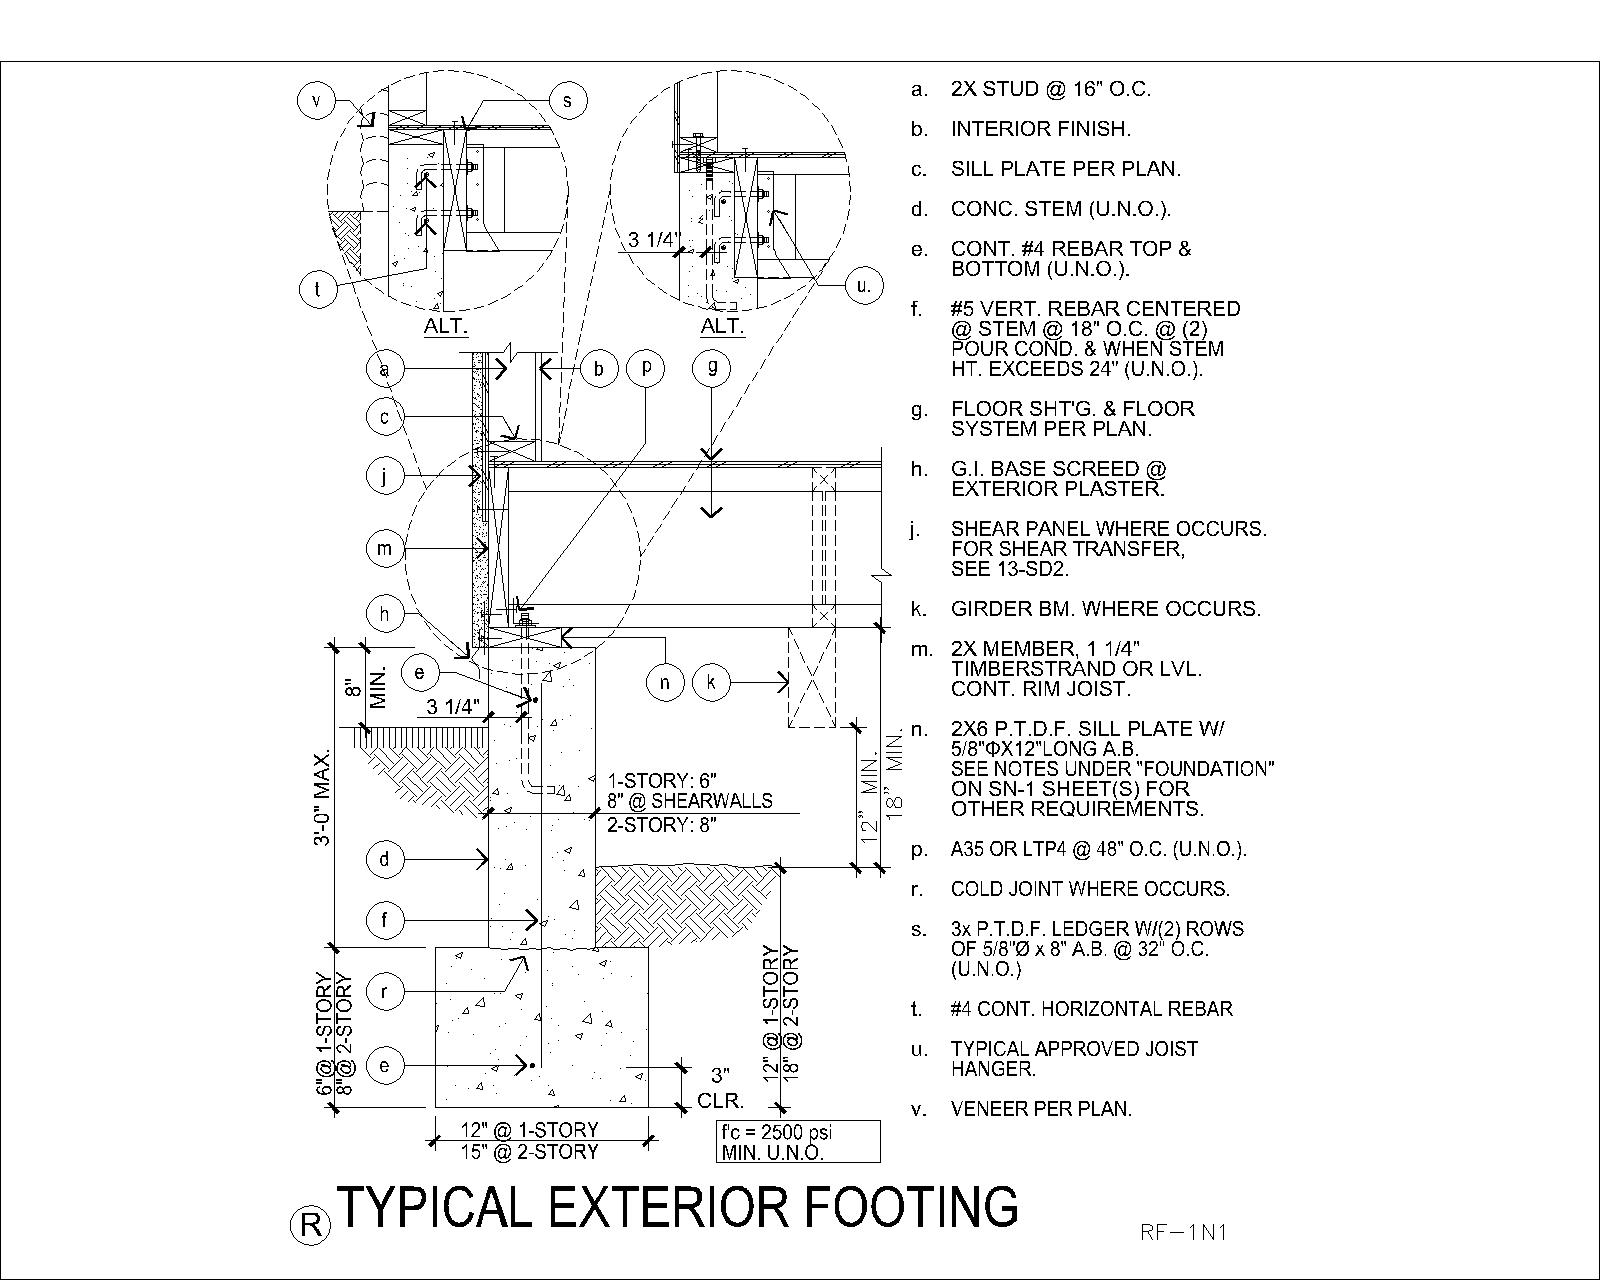 v
s
t
ALT.
3 1/4"
u.
ALT.
a
b
p
g
c
j
m
h
e
n
k
8"
MIN.
3 1/4"
3'-0" MAX.
1-STORY: 6"
8" @ SHEARWALLS
2-STORY: 8"
12" MIN.
18" MIN.
d
f
r
e
6"@ 1-STORY
8"@ 2-STORY
12" @ 1-STORY
18" @ 2-STORY
3"
CLR.
12" @ 1-STORY
15" @ 2-STORY
f'c = 2500 psi
MIN. U.N.O.
a. 2X STUD @ 16" O.C.
b. INTERIOR FINISH.
c. SILL PLATE PER PLAN.
d. CONC. STEM (U.N.O.).
e. CONT. #4 REBAR TOP &
BOTTOM (U.N.O.).
f. #5 VERT. REBAR CENTERED
@ STEM @ 18" O.C. @ (2)
POUR COND. & WHEN STEM
HT. EXCEEDS 24" (U.N.O.).
g. FLOOR SHT'G. & FLOOR
SYSTEM PER PLAN.
h. G.I. BASE SCREED @
EXTERIOR PLASTER.
j. SHEAR PANEL WHERE OCCURS.
FOR SHEAR TRANSFER,
SEE 13-SD2.
k. GIRDER BM. WHERE OCCURS.
m. 2X MEMBER, 1 1/4"
TIMBERSTRAND OR LVL.
CONT. RIM JOIST.
n. 2X6 P.T.D.F. SILL PLATE W/
5/8"ΦX12"LONG A.B.
SEE NOTES UNDER "FOUNDATION"
ON SN-1 SHEET(S) FOR
OTHER REQUIREMENTS.
p. A35 OR LTP4 @ 48" O.C. (U.N.O.).
r. COLD JOINT WHERE OCCURS.
s. 3x P.T.D.F. LEDGER W/(2) ROWS
OF 5/8"Ø x 8" A.B. @ 32" O.C.
(U.N.O.)
t. #4 CONT. HORIZONTAL REBAR
u. TYPICAL APPROVED JOIST
HANGER.
v. VENEER PER PLAN.
R TYPICAL EXTERIOR FOOTING
RF-1N1